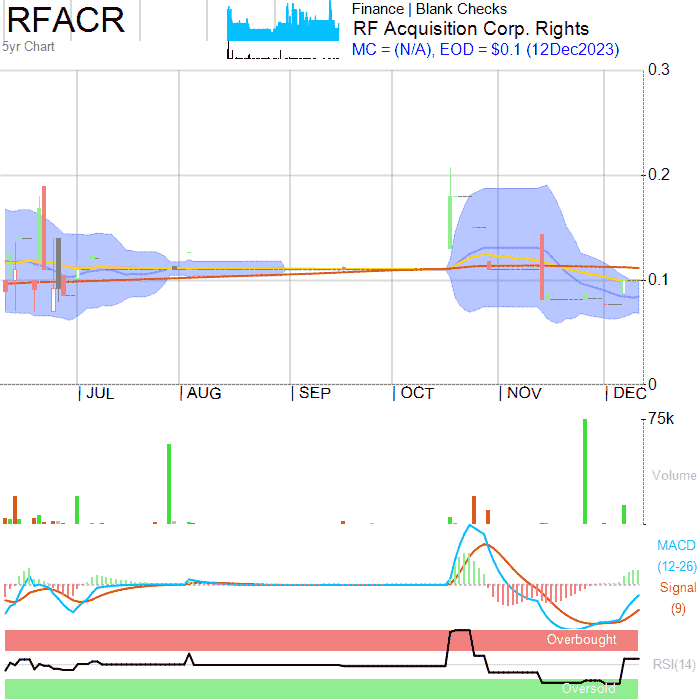 RFACR
5yr Chart
Finance | Blank Checks
RF Acquisition Corp. Rights
MC = (N/A), EOD = $0.1 (12Dec2023)
0.3
0.2
0.1
0
| JUL | AUG | SEP | OCT | NOV | DEC
75k
Volume
MACD
(12-26)
Signal
(9)
Overbought
RSI(14)
Oversold